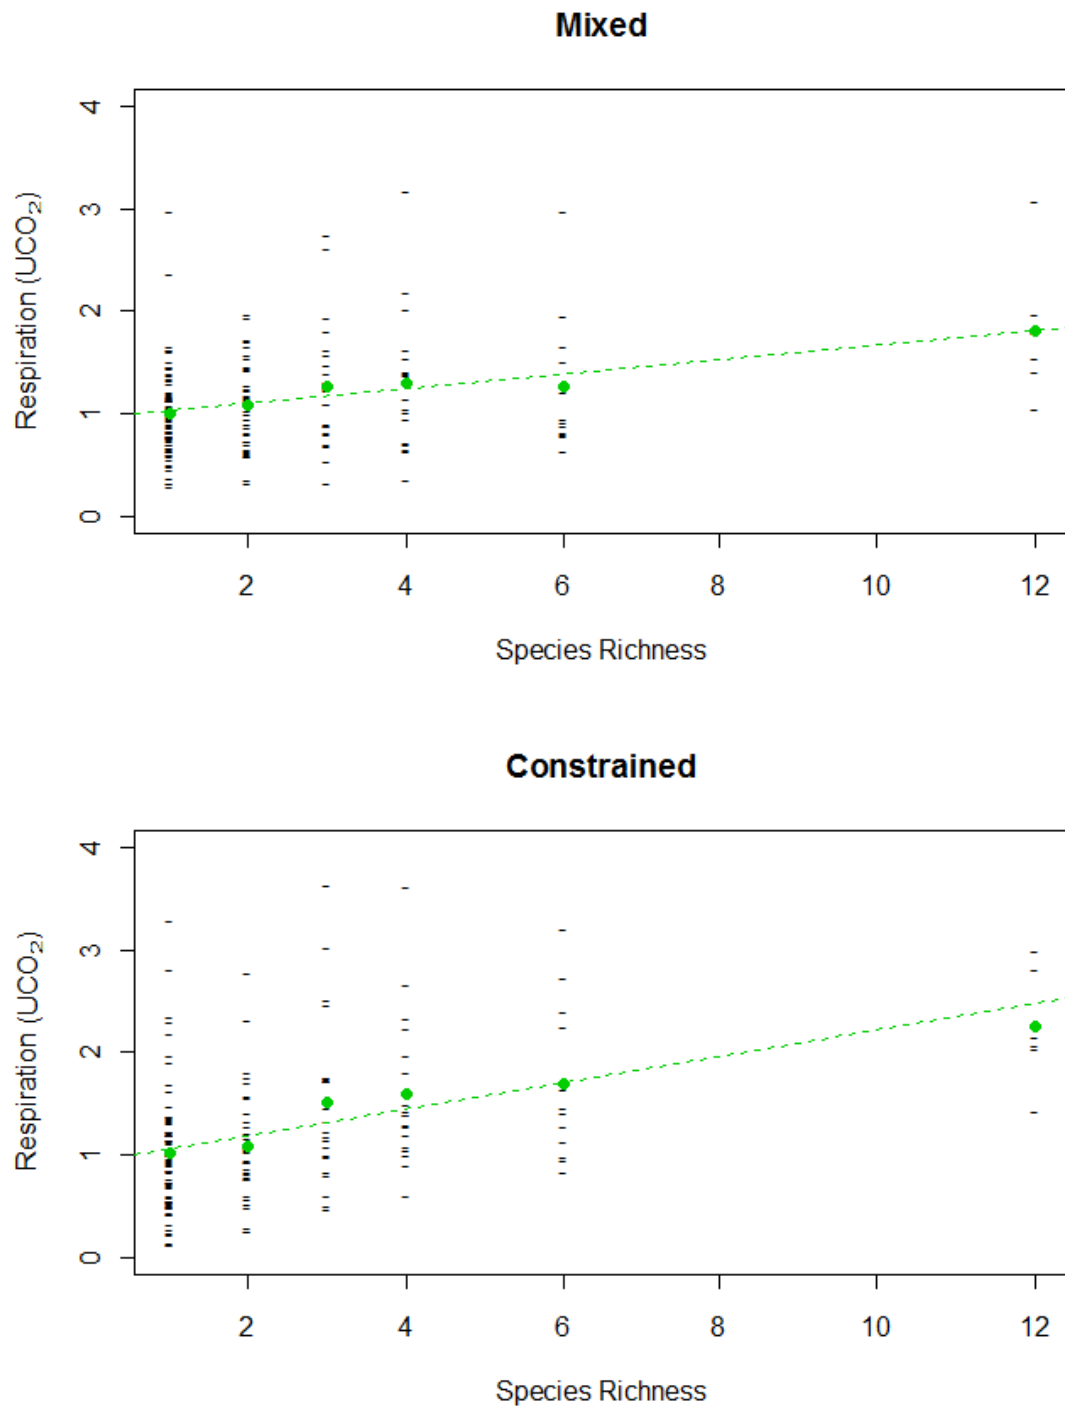 Mixed
4
3
2
1
0
Respiration (UCO₂)
2 4 6 8 10 12
Species Richness
Constrained
4
3
2
1
0
Respiration (UCO₂)
2 4 6 8 10 12
Species Richness